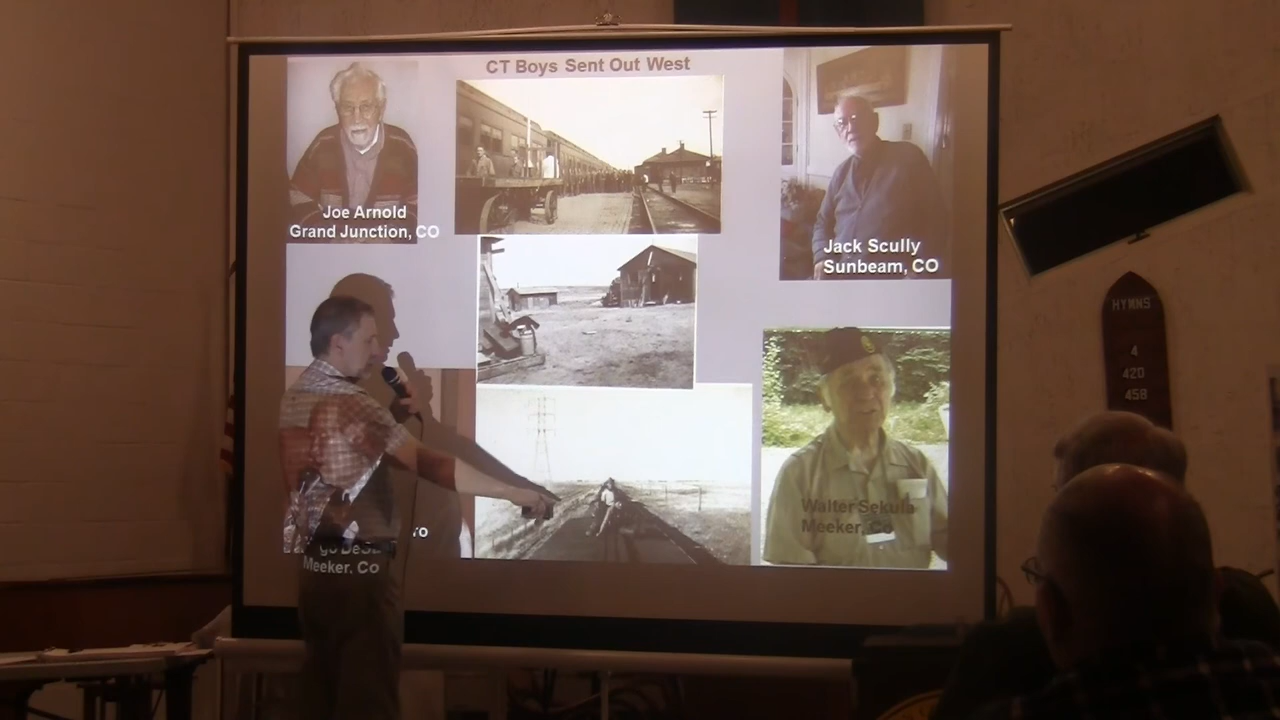 CT Boys Sent Out West
Joe Arnold
Grand Junction, CO
Jack Scully
Sunbeam, CO
HYMNS
4
420
458
Walter Sekula
Meeker, Co
Meeker. Co